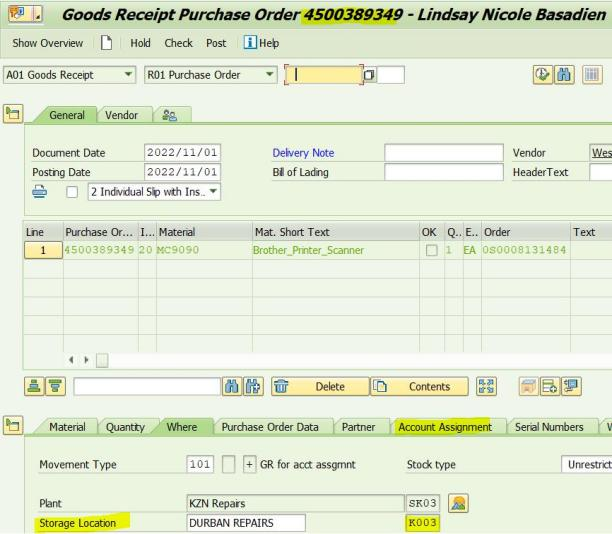 Goods Receipt Purchase Order 4500389349 - Lindsay Nicole Basadien
Show Overview Hold Check Post Help
A01 Goods Receipt R01 Purchase Order
General Vendor
Document Date 2022/11/01 Delivery Note Vendor Wes
Posting Date 2022/11/01 Bill of Lading HeaderText
2 Individual Slip with Ins..
Line Purchase Or... I... Material Mat. Short Text OK Q.. E.. Order Text
1 4500389349 20 MC9090 Brother_Printer_Scanner 1 EA OS0008131484
Delete Contents
Material Quantity Where Purchase Order Data Partner Account Assignment Serial Numbers
Movement Type 101 + GR for acct assgmnt Stock type Unrestrict
Plant KZN Repairs SK03
Storage Location DURBAN REPAIRS K003